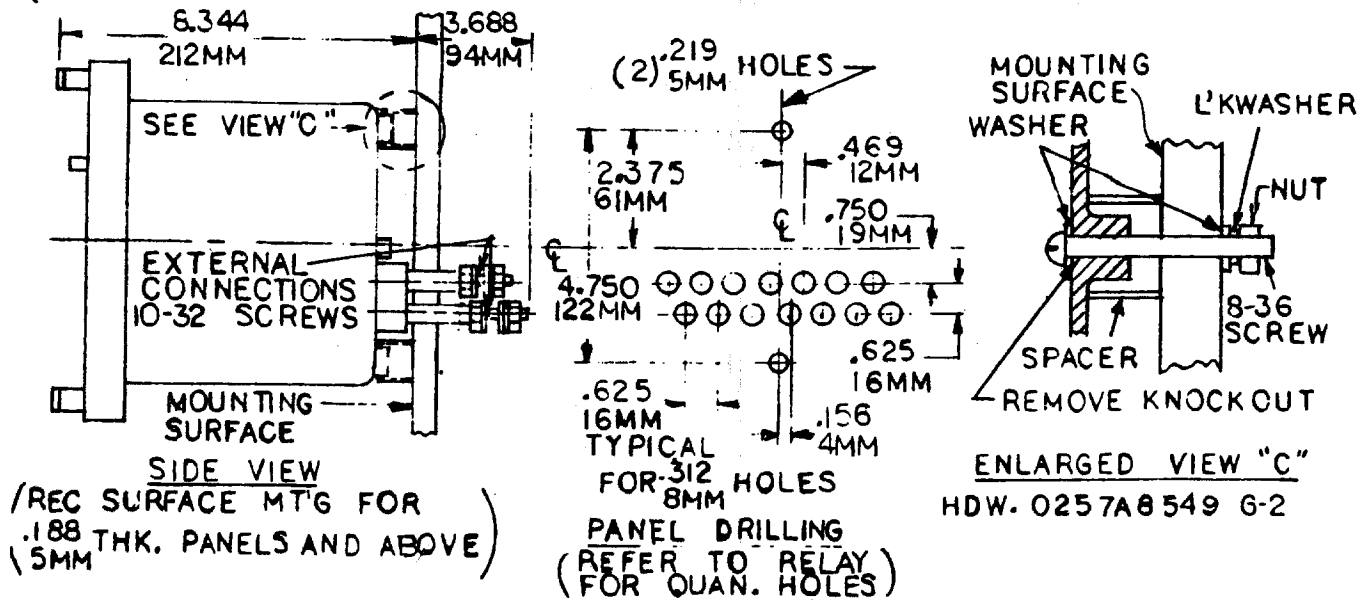 8.344
212MM
3.688
94MM
SEE VIEW "C"
EXTERNAL
CONNECTIONS
10-32 SCREWS
MOUNTING
SURFACE
SIDE VIEW
(REC SURFACE MT'G FOR
.188
5MM THK. PANELS AND ABOVE)
(2) .219
5MM HOLES
2.375
61MM
.469
12MM
℄
.750
19MM
℄
4.750
122MM
.625
16MM
.625
16MM
.156
4MM
TYPICAL
FOR .312
8MM HOLES
PANEL DRILLING
(REFER TO RELAY
FOR QUAN. HOLES)
MOUNTING
SURFACE
WASHER
L'KWASHER
NUT
8-36
SCREW
SPACER
REMOVE KNOCKOUT
ENLARGED VIEW "C"
HDW. 0257A8549 G-2